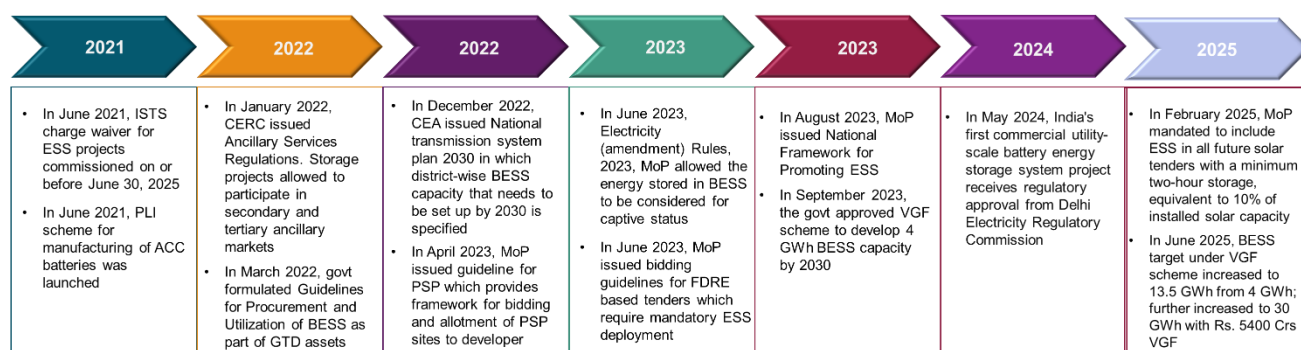 2021
2022
2022
2023
2023
2024
2025
• In June 2021, ISTS
charge waiver for
ESS projects
commissioned on or
before June 30, 2025
• In June 2021, PLI
scheme for
manufacturing of ACC
batteries was
launched
• In January 2022,
CERC issued
Ancillary Services
Regulations. Storage
projects allowed to
participate in
secondary and
tertiary ancillary
markets
• In March 2022, govt
formulated Guidelines
for Procurement and
Utilization of BESS as
part of GTD assets
• In December 2022,
CEA issued National
transmission system
plan 2030 in which
district-wise BESS
capacity that needs to
be set up by 2030 is
specified
• In April 2023, MoP
issued guideline for
PSP which provides
framework for bidding
and allotment of PSP
sites to developer
• In June 2023,
Electricity
(amendment) Rules,
2023, MoP allowed the
energy stored in BESS
to be considered for
captive status
• In June 2023, MoP
issued bidding
guidelines for FDRE
based tenders which
require mandatory ESS
deployment
• In August 2023, MoP
issued National
Framework for
Promoting ESS
• In September 2023,
the govt approved VGF
scheme to develop 4
GWh BESS capacity
by 2030
• In May 2024, India's
first commercial utility-
scale battery energy
storage system project
receives regulatory
approval from Delhi
Electricity Regulatory
Commission
• In February 2025, MoP
mandated to include
ESS in all future solar
tenders with a minimum
two-hour storage,
equivalent to 10% of
installed solar capacity
• In June 2025, BESS
target under VGF
scheme increased to
13.5 GWh from 4 GWh;
further increased to 30
GWh with Rs. 5400 Crs
VGF